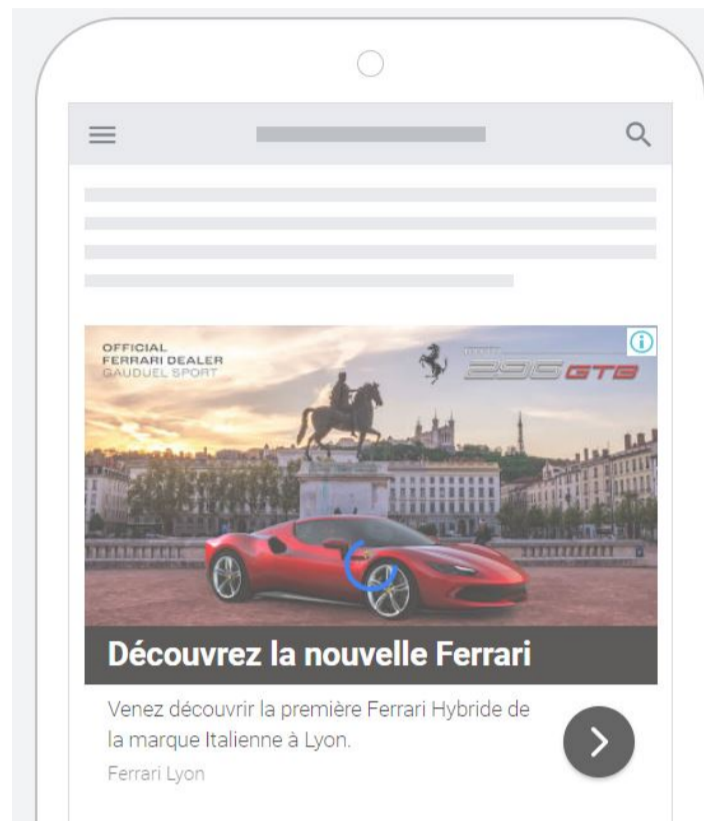 OFFICIAL
FERRARI DEALER
GAUDUEL SPORT
296 GTB
Découvrez la nouvelle Ferrari
Venez découvrir la première Ferrari Hybride de
la marque Italienne à Lyon.
Ferrari Lyon